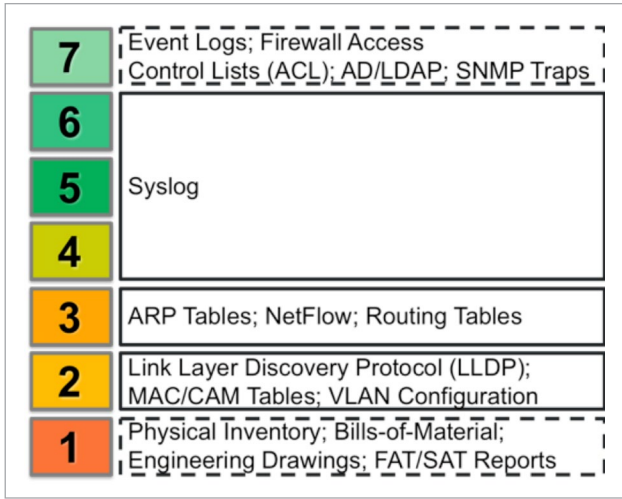 7
Event Logs; Firewall Access
Control Lists (ACL); AD/LDAP; SNMP Traps
6
5
Syslog
4
3
ARP Tables; NetFlow; Routing Tables
2
Link Layer Discovery Protocol (LLDP);
MAC/CAM Tables; VLAN Configuration
1
Physical Inventory; Bills-of-Material;
Engineering Drawings; FAT/SAT Reports